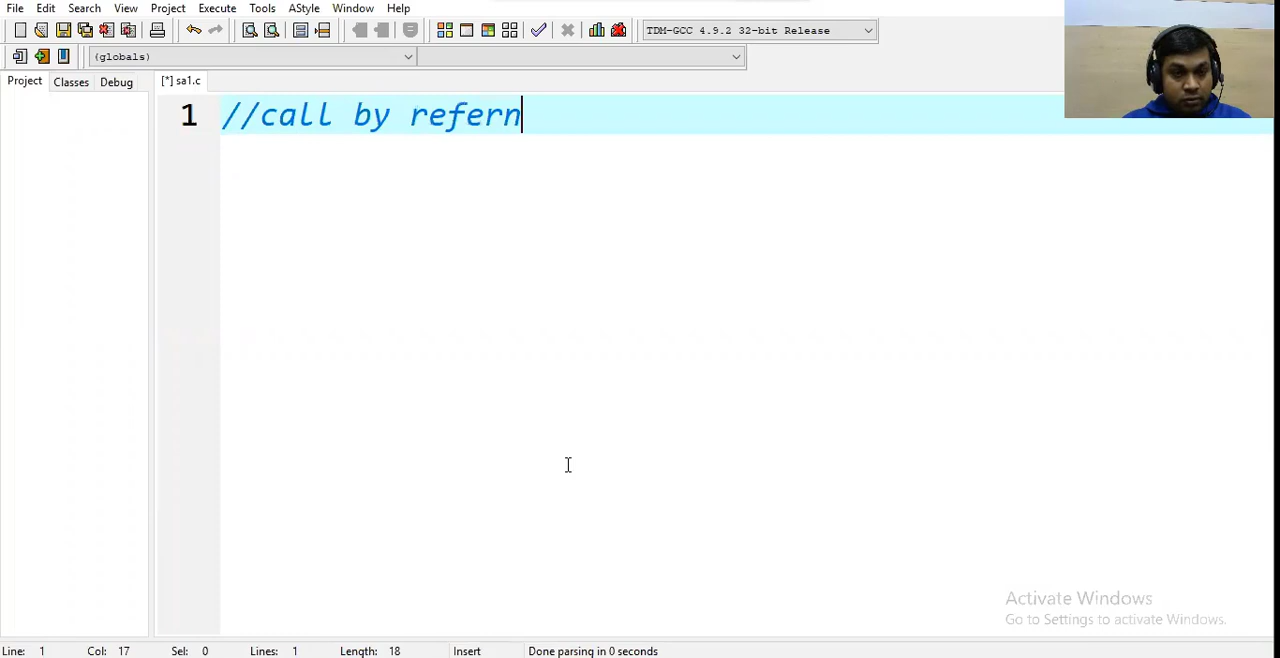 File Edit Search View Project Execute Tools AStyle Window Help
TDM-GCC 4.9.2 32-bit Release
(globals)
Project Classes Debug [*] sa1.c
1 //call by refern
Activate Windows
Go to Settings to activate Windows.
Line: 1 Col: 17 Sel: 0 Lines: 1 Length: 18 Insert Done parsing in 0 seconds